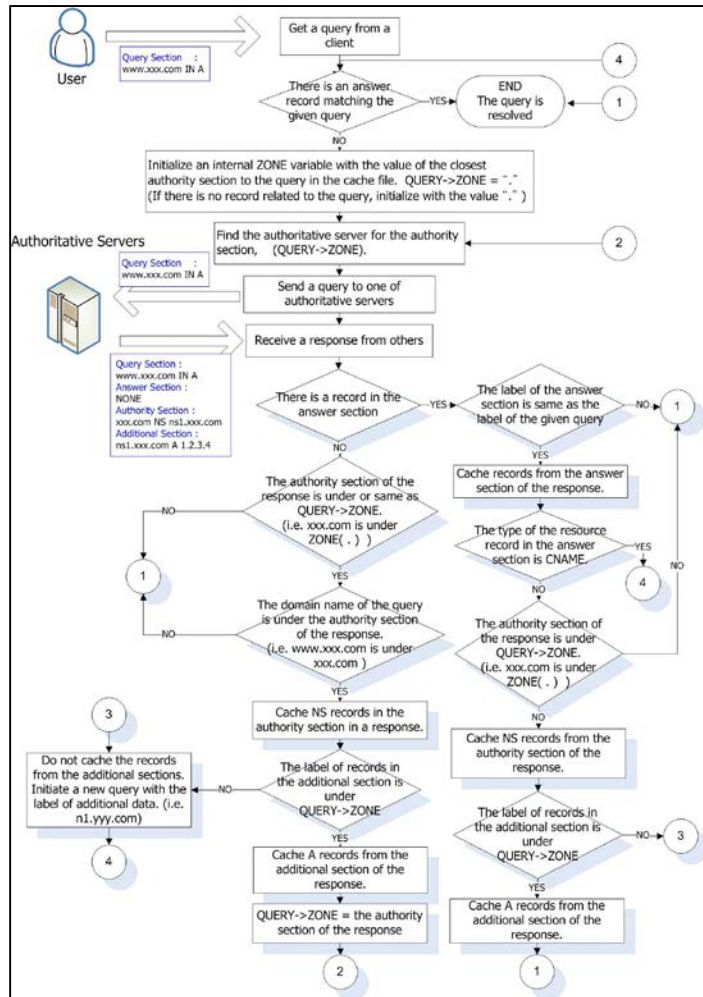 User
Query Section :
www.xxx.com IN A
Get a query from a
client
4
There is an answer
record matching the
given query
YES
END
The query is
resolved
1
NO
Initialize an internal ZONE variable with the value of the closest
authority section to the query in the cache file. QUERY->ZONE = "."
(If there is no record related to the query, initialize with the value "." )
Authoritative Servers
Find the authoritative server for the authority
section, (QUERY->ZONE).
2
Query Section :
www.xxx.com IN A
Send a query to one of
authoritative servers
Receive a response from others
Query Section :
www.xxx.com IN A
Answer Section :
NONE
Authority Section :
xxx.com NS ns1.xxx.com
Additional Section :
ns1.xxx.com A 1.2.3.4
There is a record in the
answer section
YES
The label of the answer
section is same as the
label of the given query
NO
1
NO
YES
The authority section of the
response is under or same as
QUERY->ZONE.
(i.e. xxx.com is under
ZONE( . ) )
NO
1
YES
Cache records from the answer
section of the response.
The type of the resource
record in the answer
section is CNAME.
YES
4
NO
NO
The domain name of the query
is under the authority section
of the response.
(i.e. www.xxx.com is under
xxx.com )
NO
YES
The authority section of
the response is under
QUERY->ZONE.
(i.e. xxx.com is under
ZONE( . ) )
NO
3
Cache NS records in the
authority section in a response.
Cache NS records from the
authority section of the
response.
Do not cache the records
from the additional sections.
Initiate a new query with the
label of additional data. (i.e.
n1.yyy.com)
NO
The label of records in
the additional section is
under
QUERY->ZONE
The label of records in
the additional section is
under
QUERY->ZONE
NO
3
4
YES
YES
Cache A records from the
additional section of the
response.
Cache A records from the
additional section of the
response.
QUERY->ZONE = the authority
section of the response
2
1